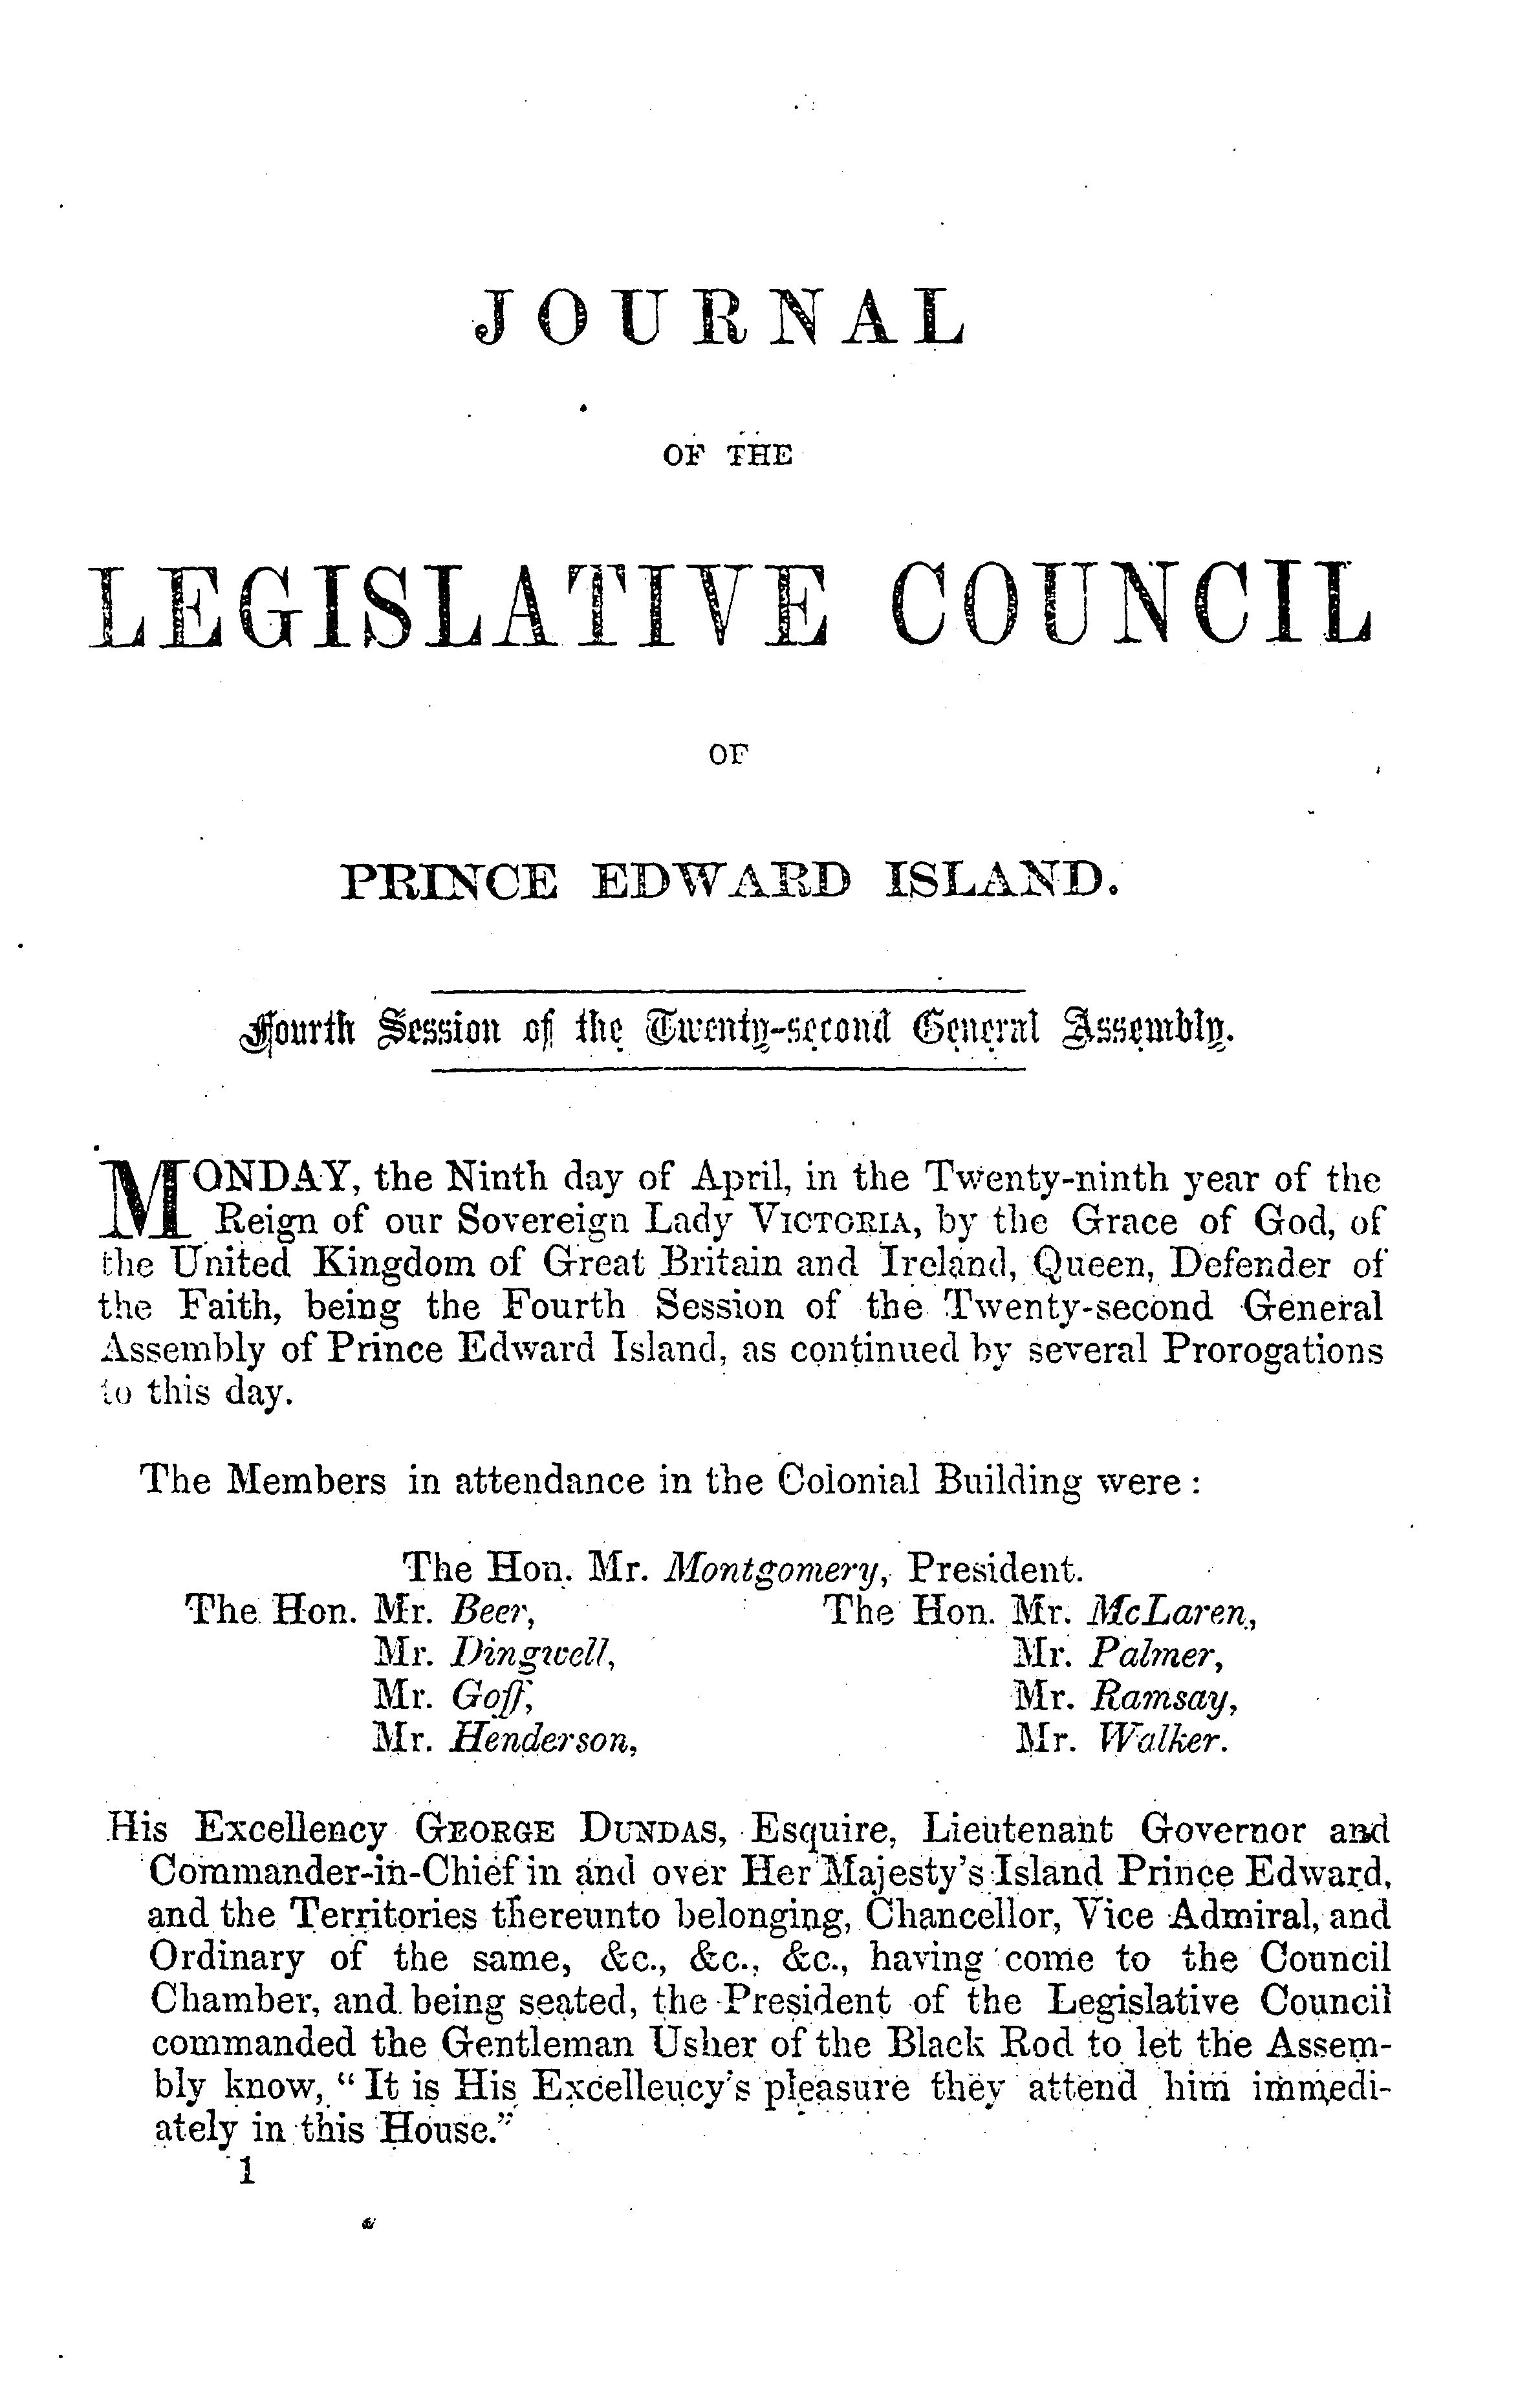 JOURNAL
OF THE
LEGISLATIVE COUNCIL
OF
PRINCE EDWARD ISLAND.
Fourth Session of the Twenty-second General Assembly.
MONDAY, the Ninth day of April, in the Twenty-ninth year of the
Reign of our Sovereign Lady VICTORIA, by the Grace of God, of
the United Kingdom of Great Britain and Ireland, Queen, Defender of
the Faith, being the Fourth Session of the Twenty-second General
Assembly of Prince Edward Island, as continued by several Prorogations
to this day.
The Members in attendance in the Colonial Building were :
The Hon. Mr. Montgomery, President.
The Hon. Mr. Beer, The Hon. Mr. McLaren,
Mr. Dingwell, Mr. Palmer,
Mr. Goff, Mr. Ramsay,
Mr. Henderson, Mr. Walker.
His Excellency GEORGE DUNDAS, Esquire, Lieutenant Governor and
Commander-in-Chief in and over Her Majesty's Island Prince Edward,
and the Territories thereunto belonging, Chancellor, Vice Admiral, and
Ordinary of the same, &c., &c., &c., having come to the Council
Chamber, and being seated, the President of the Legislative Council
commanded the Gentleman Usher of the Black Rod to let the Assem-
bly know, "It is His Excellency's pleasure they attend him immedi-
ately in this House."
1